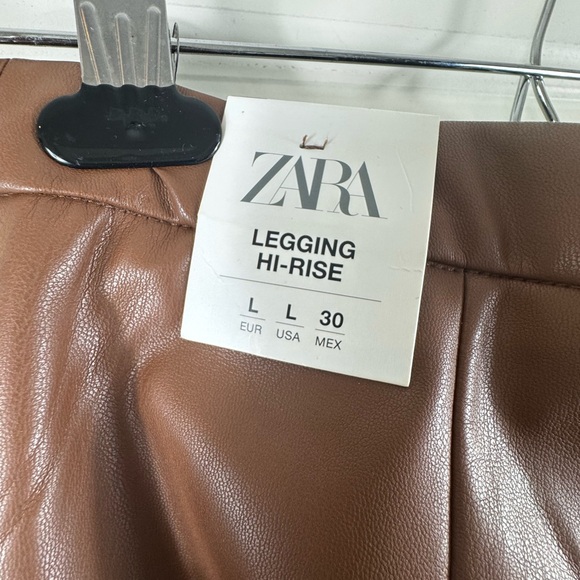 ZARA
LEGGING
HI-RISE
L L 30
EUR USA MEX